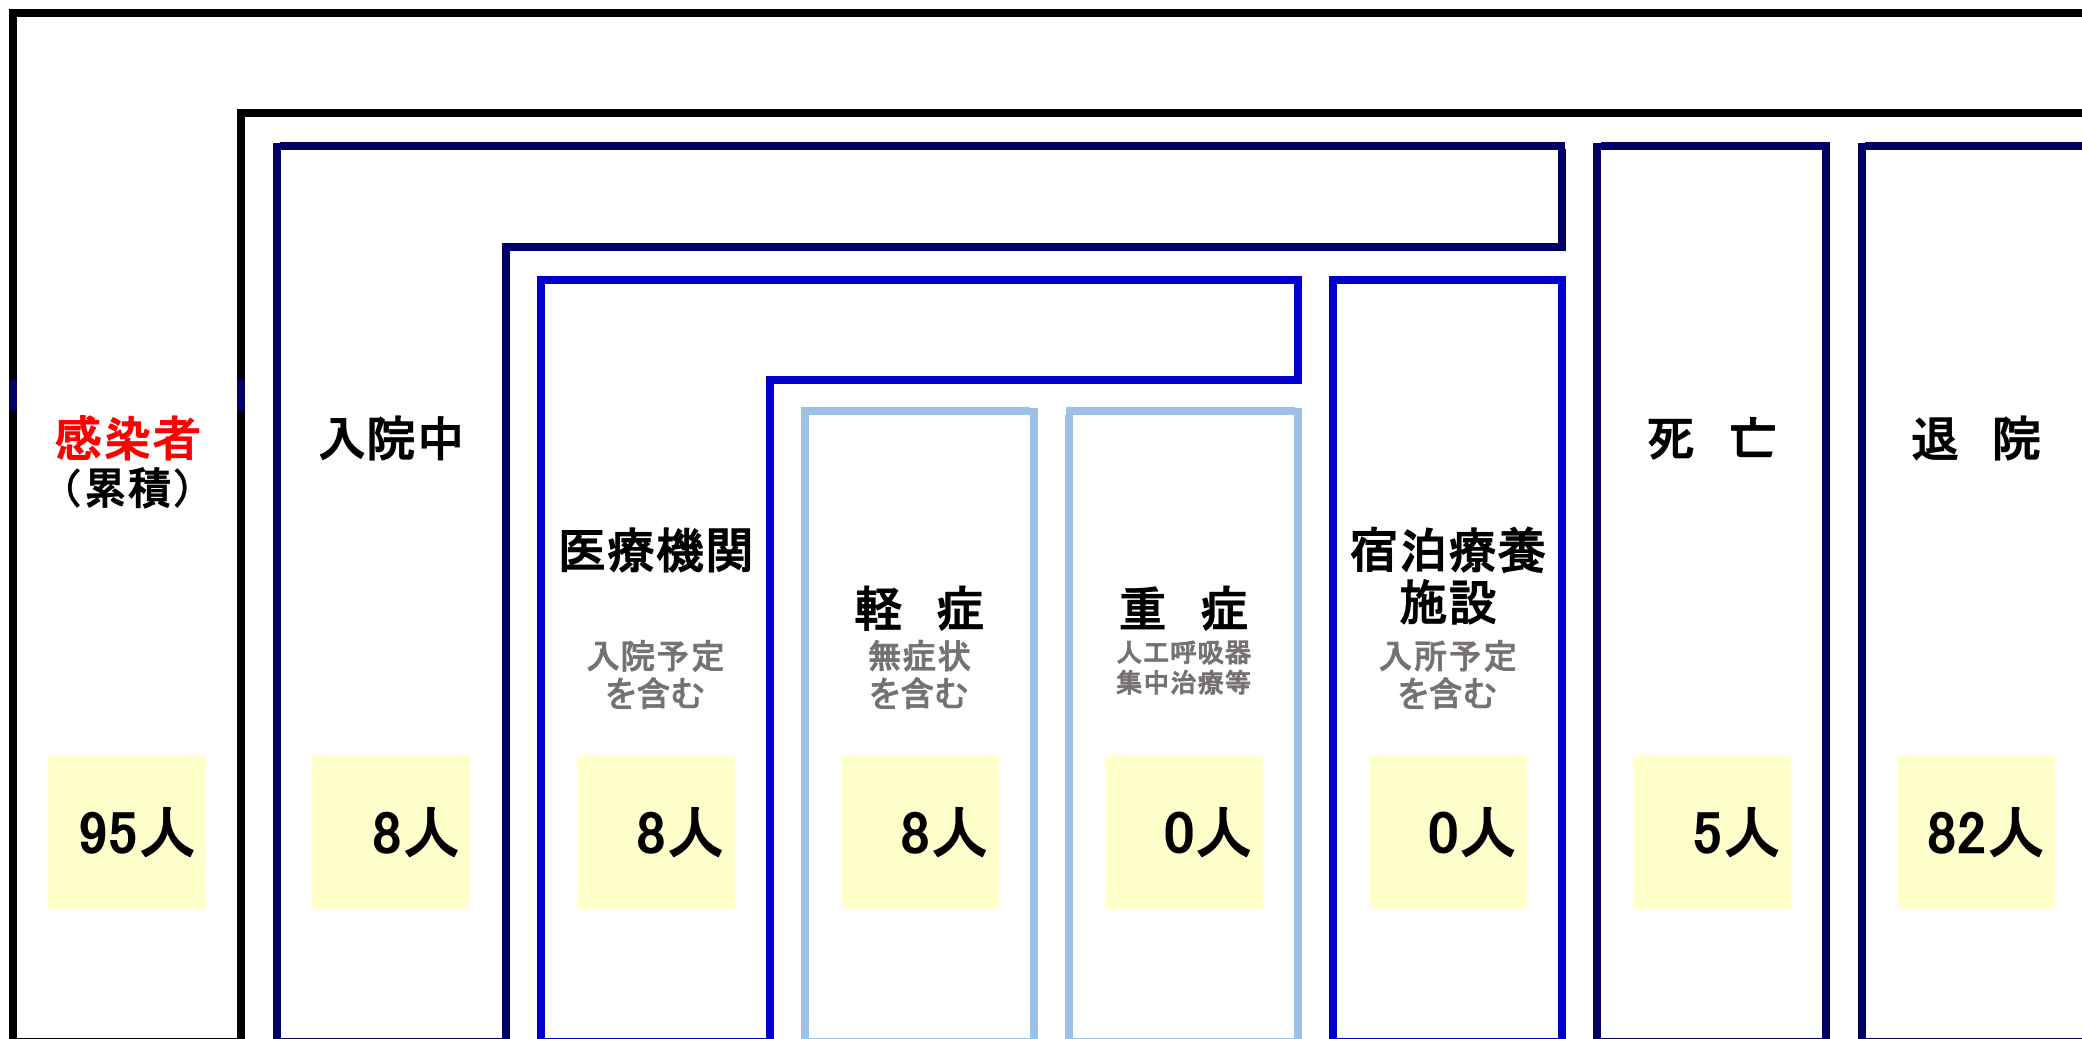 感染者
（累積）
95人
入院中
8人
医療機関
入院予定
を含む
8人
軽 症
無症状
を含む
8人
重 症
人工呼吸器
集中治療等
0人
宿泊療養
施設
入所予定
を含む
0人
死 亡
5人
退 院
82人